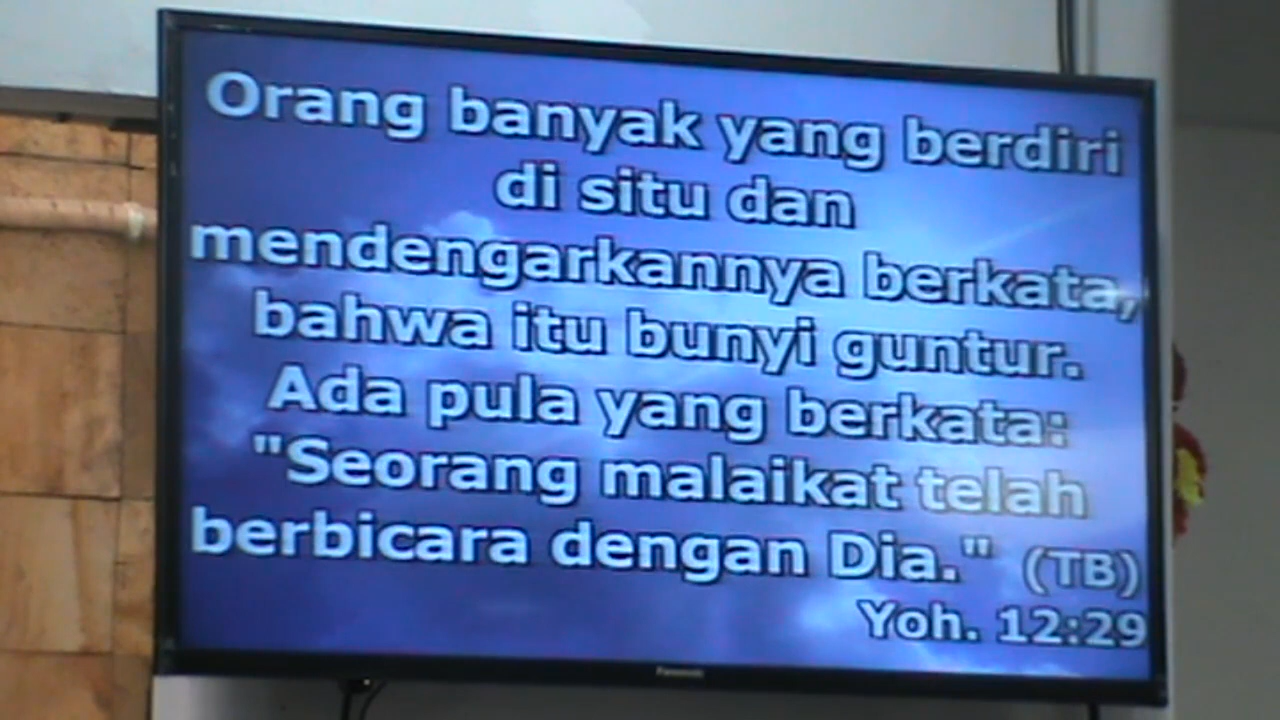 Orang banyak yang berdiri
di situ dan
mendengarkannya berkata,
bahwa itu bunyi guntur.
Ada pula yang berkata:
"Seorang malaikat telah
berbicara dengan Dia." (TB)
Yoh. 12:29
Panasonic